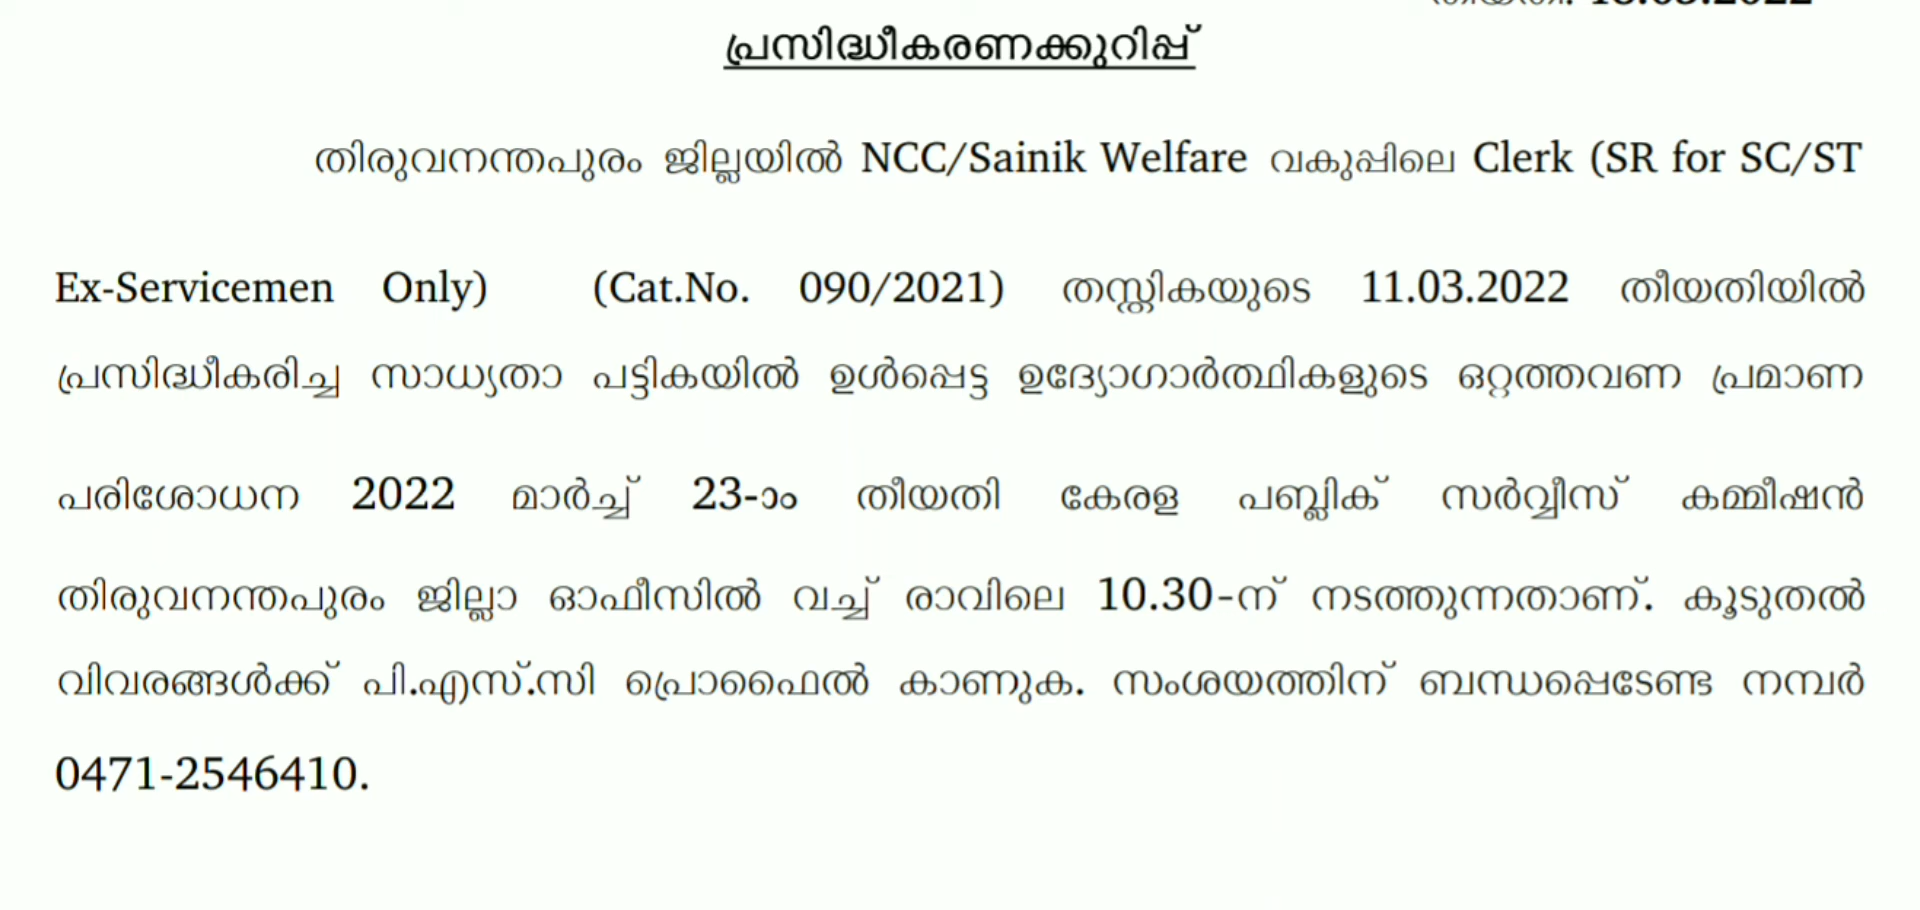 പ്രസിദ്ധീകരണക്കുറിപ്പ്
തിരുവനന്തപുരം ജില്ലയിൽ NCC/Sainik Welfare വകുപ്പിലെ Clerk (SR for SC/ST
Ex-Servicemen Only) (Cat.No. 090/2021) തസ്തികയുടെ 11.03.2022 തീയതിയിൽ
പ്രസിദ്ധീകരിച്ച സാധ്യതാ പട്ടികയിൽ ഉൾപ്പെട്ട ഉദ്യോഗാർത്ഥികളുടെ ഒറ്റത്തവണ പ്രമാണ
പരിശോധന 2022 മാർച്ച് 23-ാം തീയതി കേരള പബ്ലിക് സർവ്വീസ് കമ്മീഷൻ
തിരുവനന്തപുരം ജില്ലാ ഓഫീസിൽ വച്ച് രാവിലെ 10.30-ന് നടത്തുന്നതാണ്. കൂടുതൽ
വിവരങ്ങൾക്ക് പി.എസ്.സി പ്രൊഫൈൽ കാണുക. സംശയത്തിന് ബന്ധപ്പെടേണ്ട നമ്പർ
0471-2546410.